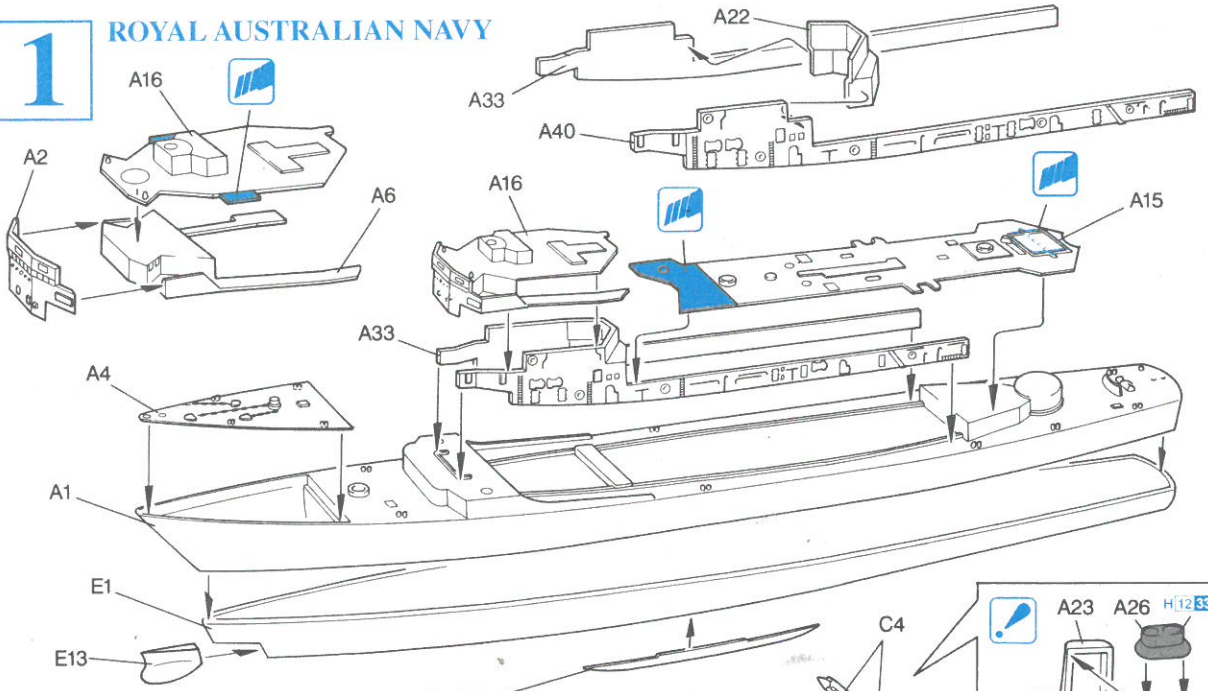 1 ROYAL AUSTRALIAN NAVY
A22
A16
A33
A40
A2
A16
A15
A6
A33
A4
A1
E1
C4
A23 A26 H 12 33
E13